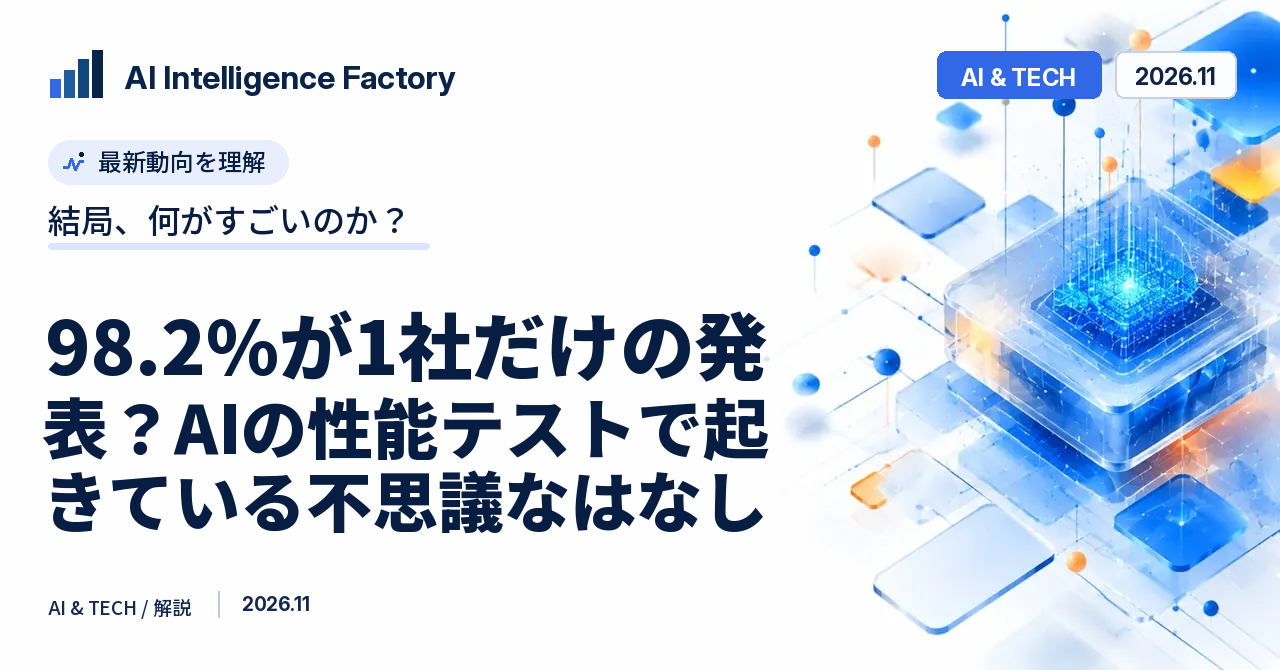 AI Intelligence Factory
AI & TECH
2026.11
最新動向を理解
結局、何がすごいのか？
98.2%が1社だけの発
表？AIの性能テストで起
きている不思議なはなし
AI & TECH / 解説
2026.11